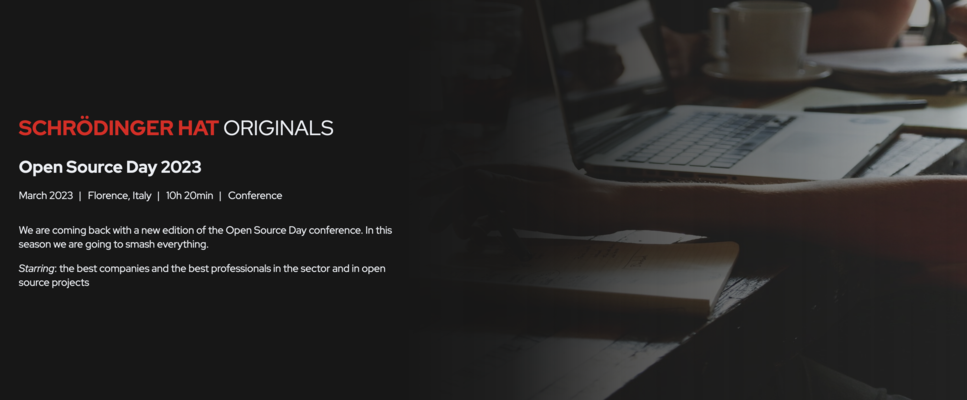 SCHRÖDINGER HAT ORIGINALS
Open Source Day 2023
March 2023 | Florence, Italy | 10h 20min | Conference
We are coming back with a new edition of the Open Source Day conference. In this
season we are going to smash everything.
Starring: the best companies and the best professionals in the sector and in open
source projects